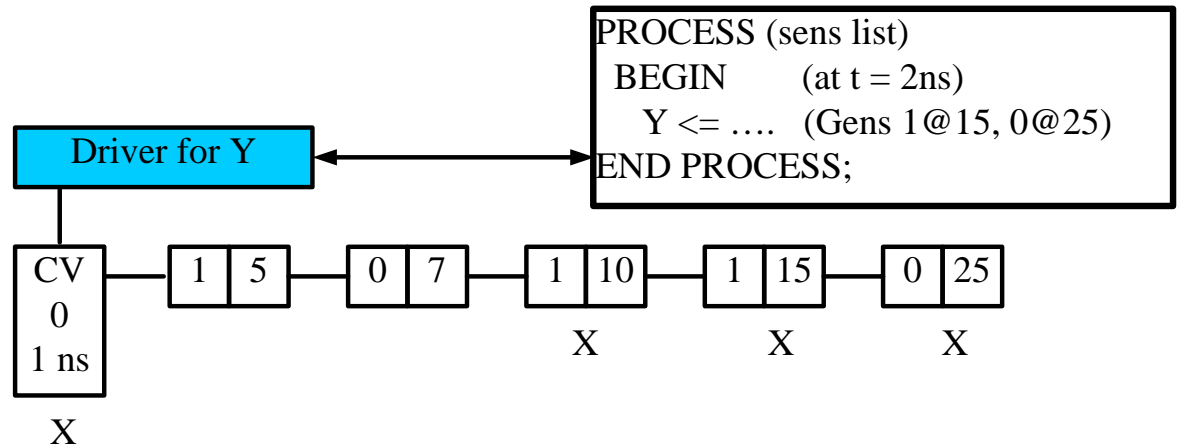 PROCESS (sens list)
BEGIN (at t = 2ns)
Y <= …. (Gens 1@15, 0@25)
END PROCESS;
Driver for Y
CV
0
1 ns
1 5 0 7 1 10 1 15 0 25
X X X
X